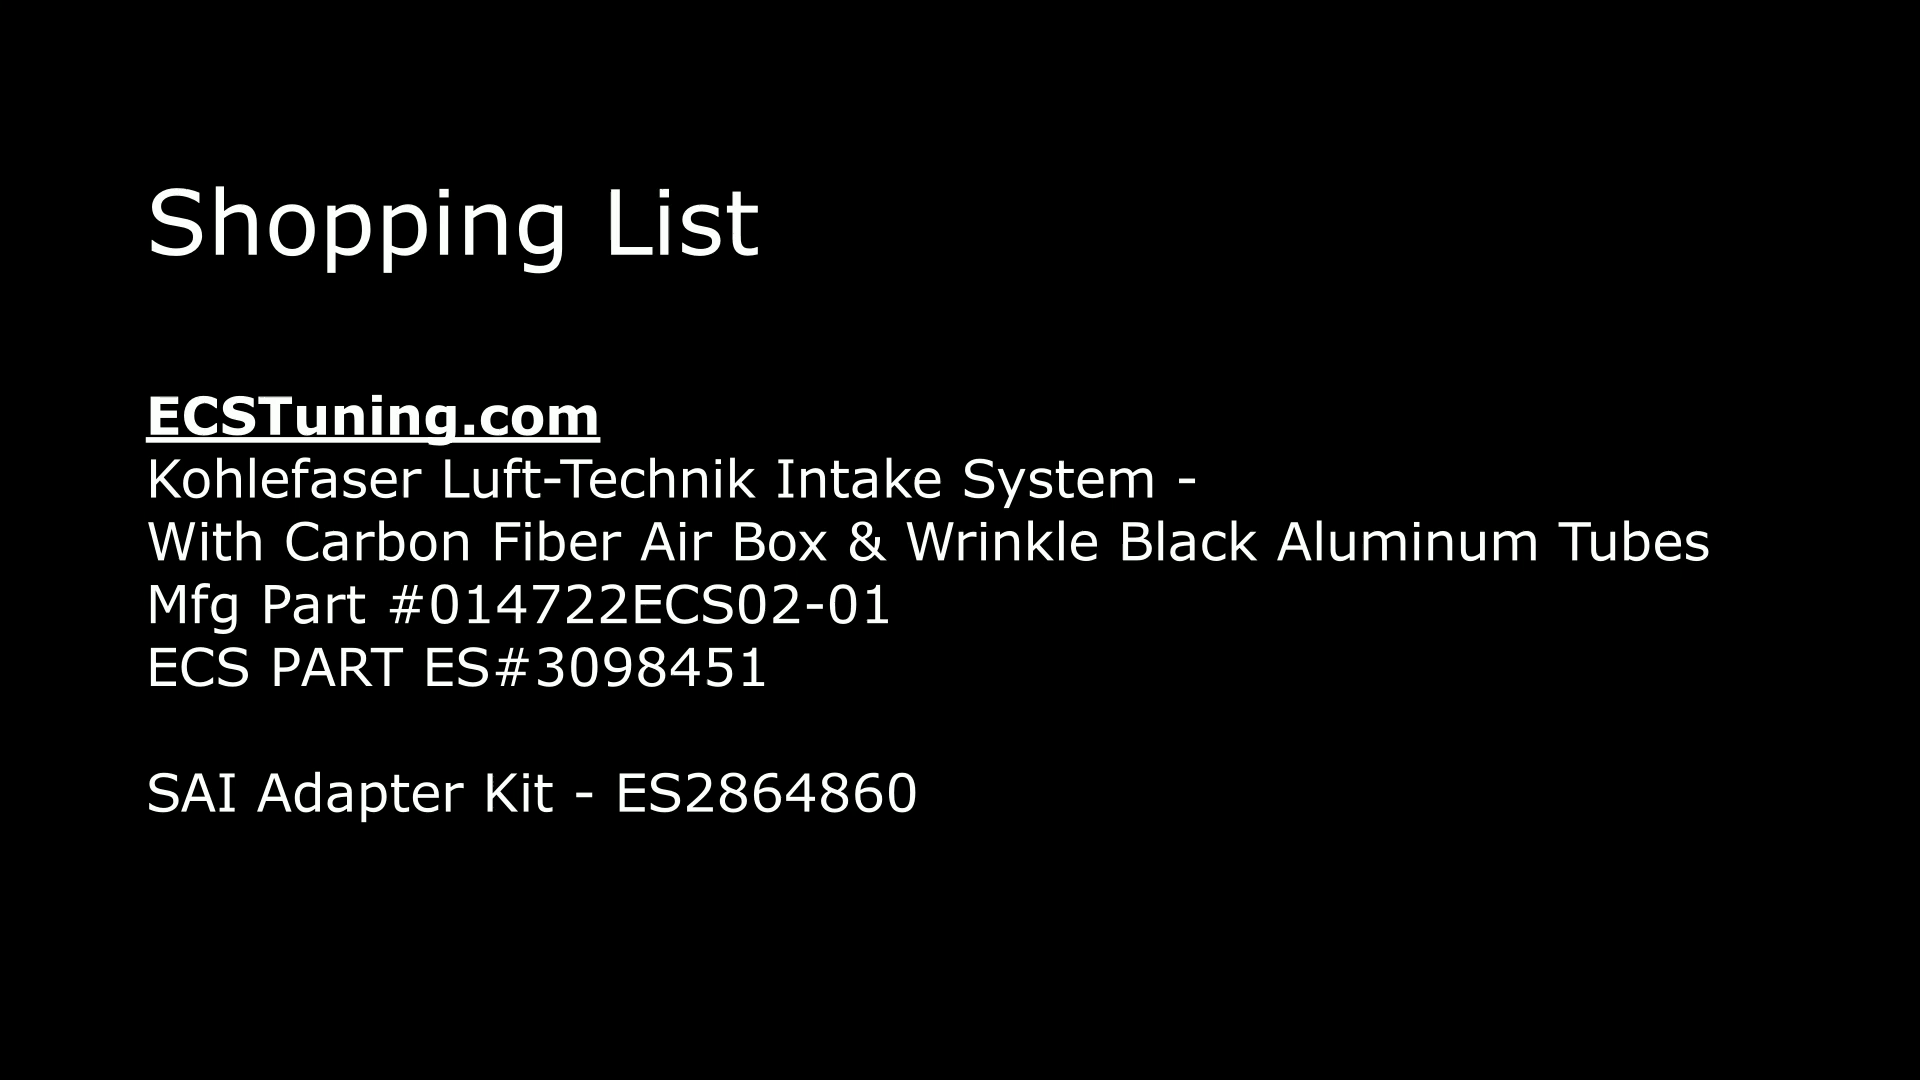 Shopping List
ECSTuning.com
Kohlefaser Luft-Technik Intake System -
With Carbon Fiber Air Box & Wrinkle Black Aluminum Tubes
Mfg Part #014722ECS02-01
ECS PART ES#3098451
SAI Adapter Kit - ES2864860